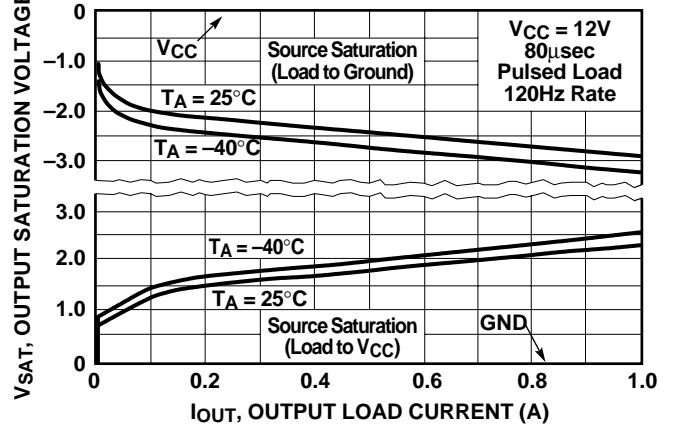 VSAT, OUTPUT SATURATION VOLTAGE
0
–1.0
–2.0
–3.0
3.0
2.0
1.0
0
VCC
Source Saturation
(Load to Ground)
VCC = 12V
80µsec
Pulsed Load
120Hz Rate
TA = 25°C
TA = –40°C
TA = –40°C
TA = 25°C
Source Saturation
(Load to VCC)
GND
0
0.2
0.4
0.6
0.8
1.0
IOUT, OUTPUT LOAD CURRENT (A)